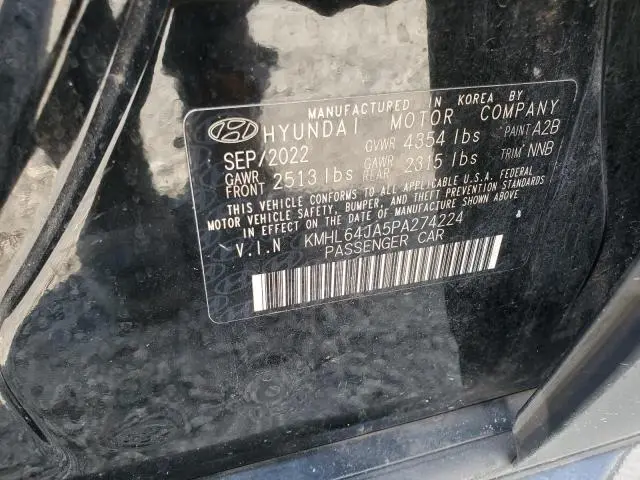 MANUFACTURED IN KOREA BY
HYUNDAI MOTOR COMPANY
SEP/2022 GVWR 4354 lbs PAINT A2B
GAWR FRONT 2513 lbs GAWR REAR 2315 lbs TRIM NNB
THIS VEHICLE CONFORMS TO ALL APPLICABLE U.S.A. FEDERAL
MOTOR VEHICLE SAFETY, BUMPER, AND THEFT PREVENTION STANDARDS
IN EFFECT ON THE DATE OF MANUFACTURE SHOWN ABOVE
V.I.N KMHL64JA5PA274224
PASSENGER CAR